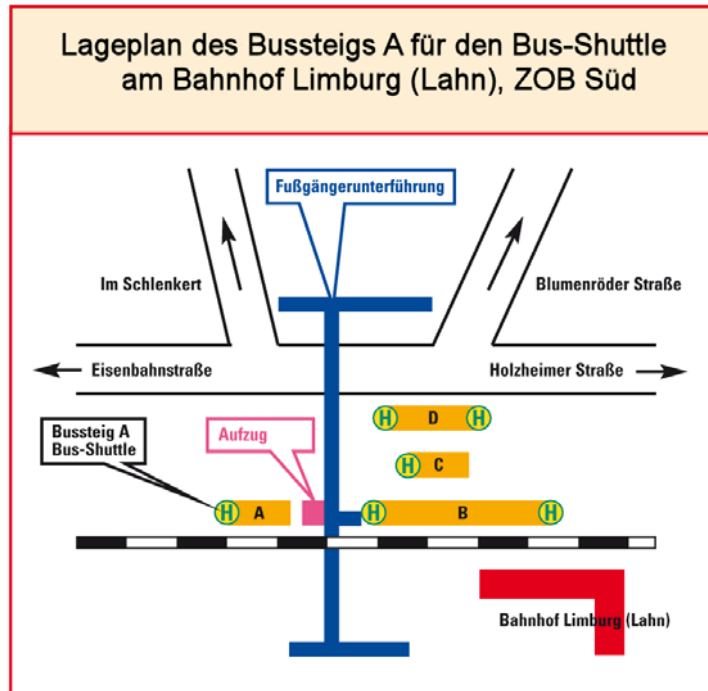 Lageplan des Bussteigs A für den Bus-Shuttle
am Bahnhof Limburg (Lahn), ZOB Süd
Fußgängerunterführung
Im Schlenkert
Blumenröder Straße
Eisenbahnstraße
Holzheimer Straße
H D H
Bussteig A
Bus-Shuttle
Aufzug
H C
H A
H B H
Bahnhof Limburg (Lahn)